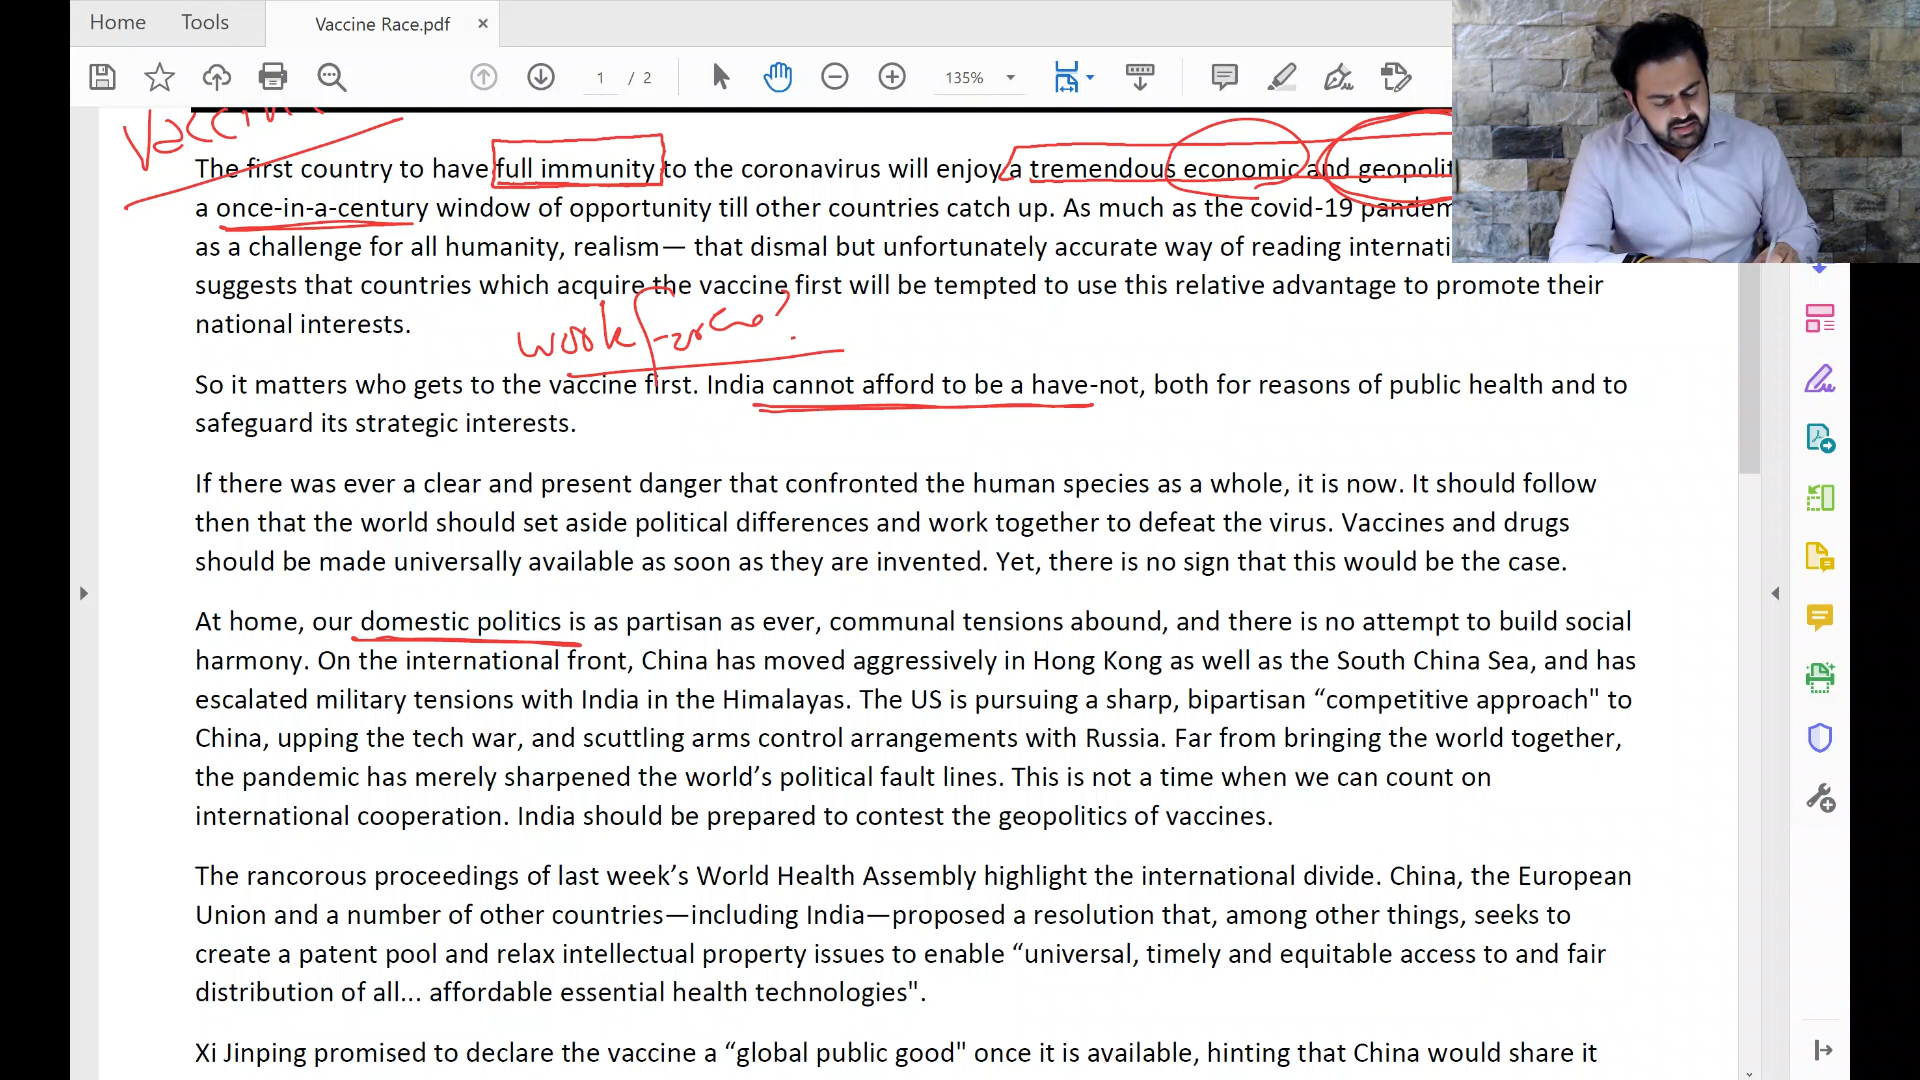 Home Tools Vaccine Race.pdf ×
1 / 2 135%
The first country to have full immunity to the coronavirus will enjoy a tremendous economic and geopolit
a once-in-a-century window of opportunity till other countries catch up. As much as the covid-19 pandem
as a challenge for all humanity, realism— that dismal but unfortunately accurate way of reading internati
suggests that countries which acquire the vaccine first will be tempted to use this relative advantage to promote their
national interests.
So it matters who gets to the vaccine first. India cannot afford to be a have-not, both for reasons of public health and to
safeguard its strategic interests.
If there was ever a clear and present danger that confronted the human species as a whole, it is now. It should follow
then that the world should set aside political differences and work together to defeat the virus. Vaccines and drugs
should be made universally available as soon as they are invented. Yet, there is no sign that this would be the case.
At home, our domestic politics is as partisan as ever, communal tensions abound, and there is no attempt to build social
harmony. On the international front, China has moved aggressively in Hong Kong as well as the South China Sea, and has
escalated military tensions with India in the Himalayas. The US is pursuing a sharp, bipartisan “competitive approach" to
China, upping the tech war, and scuttling arms control arrangements with Russia. Far from bringing the world together,
the pandemic has merely sharpened the world’s political fault lines. This is not a time when we can count on
international cooperation. India should be prepared to contest the geopolitics of vaccines.
The rancorous proceedings of last week’s World Health Assembly highlight the international divide. China, the European
Union and a number of other countries—including India—proposed a resolution that, among other things, seeks to
create a patent pool and relax intellectual property issues to enable “universal, timely and equitable access to and fair
distribution of all... affordable essential health technologies".
Xi Jinping promised to declare the vaccine a “global public good" once it is available, hinting that China would share it